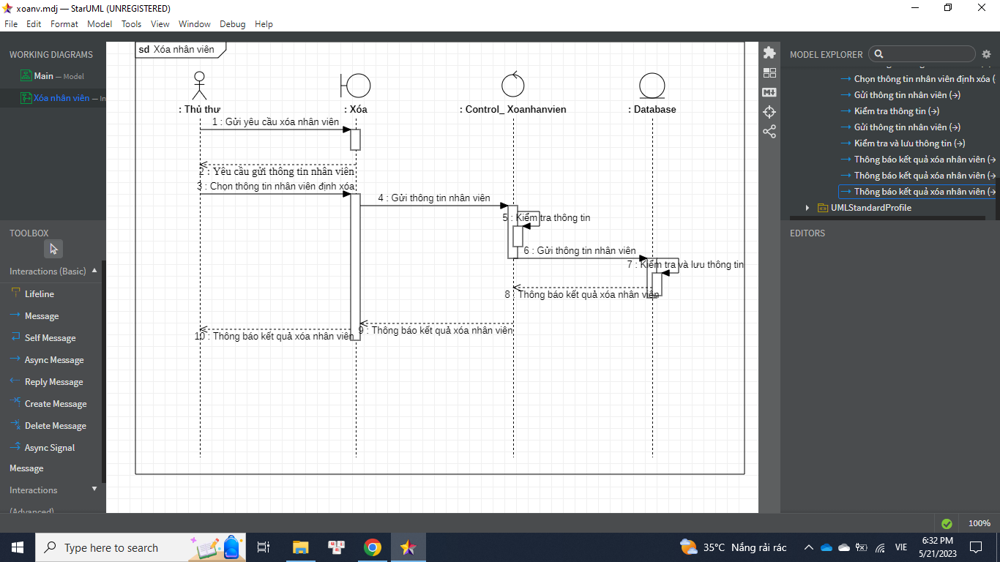 xoanv.mdj — StarUML (UNREGISTERED)
File Edit Format Model Tools View Window Debug Help
WORKING DIAGRAMS
Main — Model
Xóa nhân viên — In
TOOLBOX
Interactions (Basic)
Lifeline
Message
Self Message
Async Message
Reply Message
Create Message
Delete Message
Async Signal
Message
Interactions
(Advanced)
sd Xóa nhân viên
: Thủ thư
: Xóa
: Control_ Xoanhanvien
: Database
1 : Gửi yêu cầu xóa nhân viên
2 : Yêu cầu gửi thông tin nhân viên
3 : Chọn thông tin nhân viên định xóa
4 : Gửi thông tin nhân viên
5 : Kiểm tra thông tin
6 : Gửi thông tin nhân viên
7 : Kiểm tra và lưu thông tin
8 : Thông báo kết quả xóa nhân viên
9 : Thông báo kết quả xóa nhân viên
10 : Thông báo kết quả xóa nhân viên
M↓
MODEL EXPLORER
Chọn thông tin nhân viên định xóa (
Gửi thông tin nhân viên (→)
Kiểm tra thông tin (→)
Gửi thông tin nhân viên (→)
Kiểm tra và lưu thông tin (→)
Thông báo kết quả xóa nhân viên (→
Thông báo kết quả xóa nhân viên (→
Thông báo kết quả xóa nhân viên (→
UMLStandardProfile
EDITORS
100%
Type here to search
35°C Nắng rải rác
VIE
6:32 PM
5/21/2023